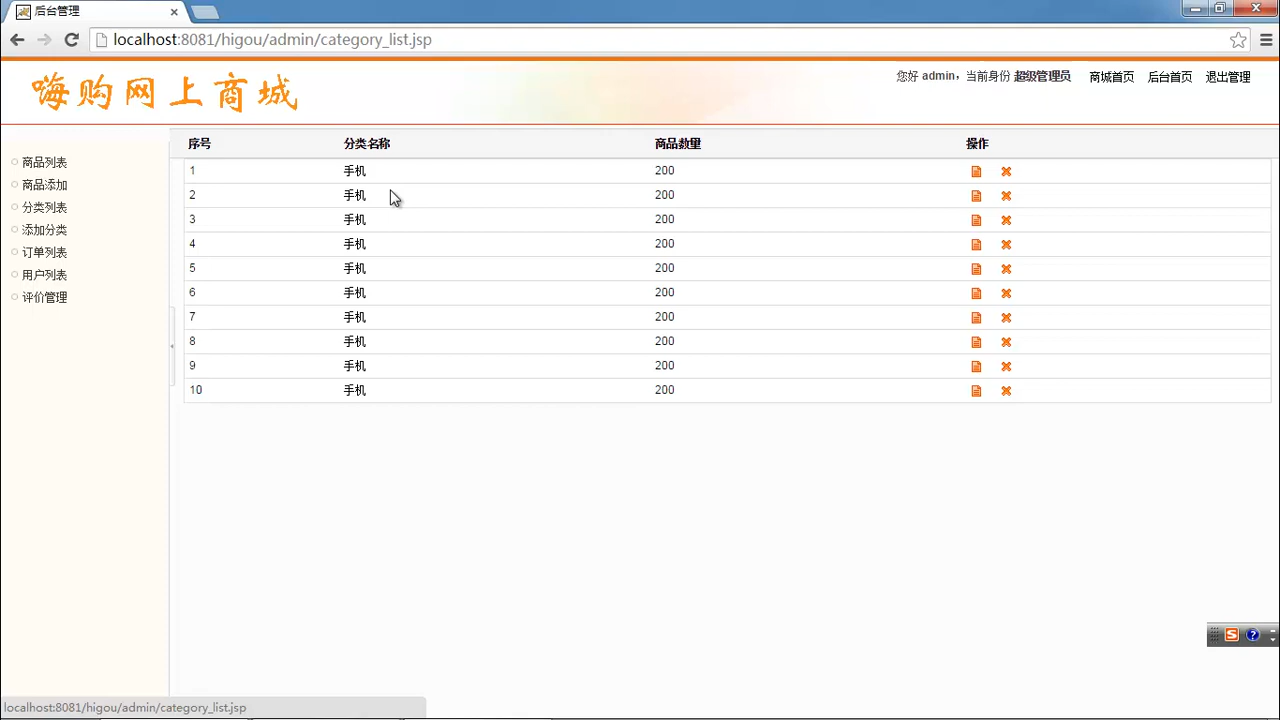 后台管理
localhost:8081/higou/admin/category_list.jsp
嗨购网上商城
您好 admin，当前身份 超级管理员 商城首页 后台首页 退出管理
商品列表
商品添加
分类列表
添加分类
订单列表
用户列表
评价管理
序号 分类名称 商品数量 操作
1 手机 200
2 手机 200
3 手机 200
4 手机 200
5 手机 200
6 手机 200
7 手机 200
8 手机 200
9 手机 200
10 手机 200
localhost:8081/higou/admin/category_list.jsp